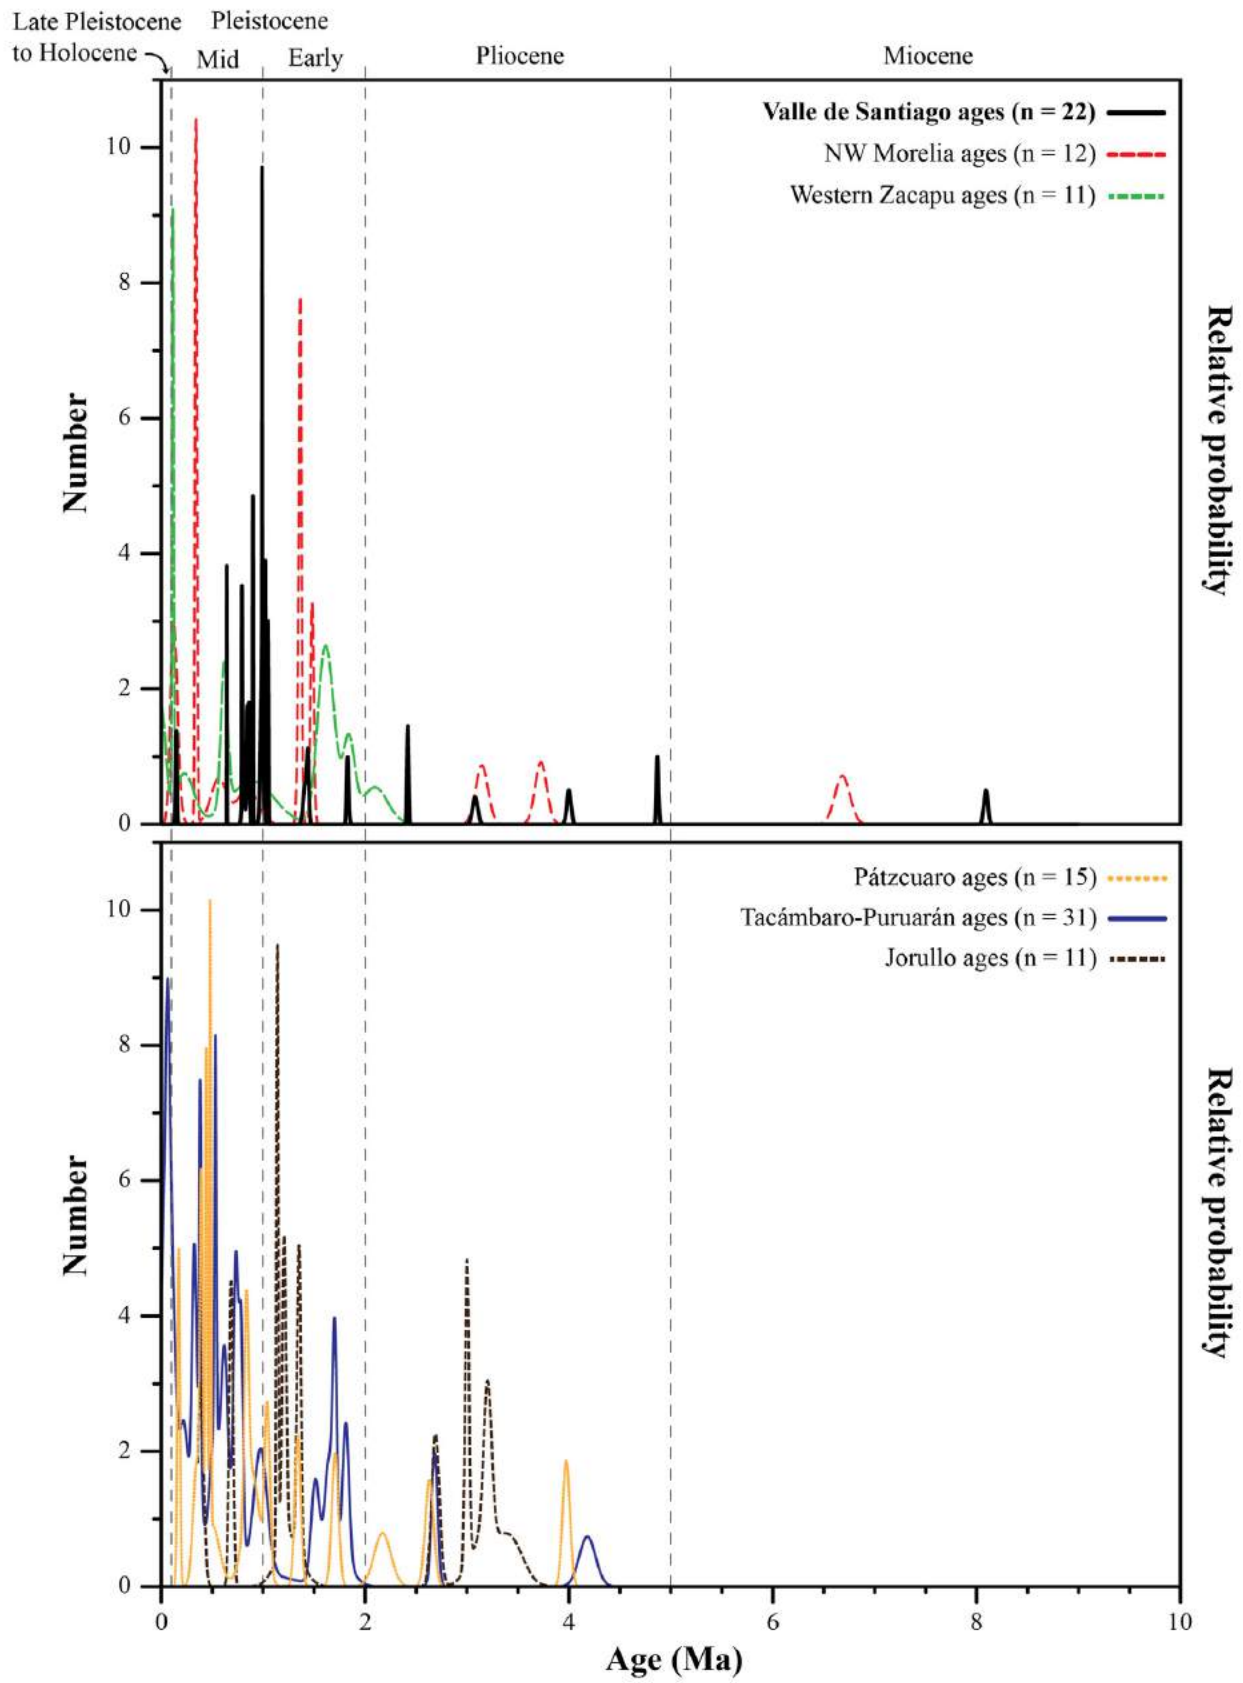 Late Pleistocene
to Holocene
Pleistocene
Mid
Early
Pliocene
Miocene
Valle de Santiago ages (n = 22)
NW Morelia ages (n = 12)
Western Zacapu ages (n = 11)
10
8
6
4
2
0
Number
Relative probability
Pátzcuaro ages (n = 15)
Tacámbaro-Puruarán ages (n = 31)
Jorullo ages (n = 11)
10
8
6
4
2
0
Number
Relative probability
0
2
4
6
8
10
Age (Ma)